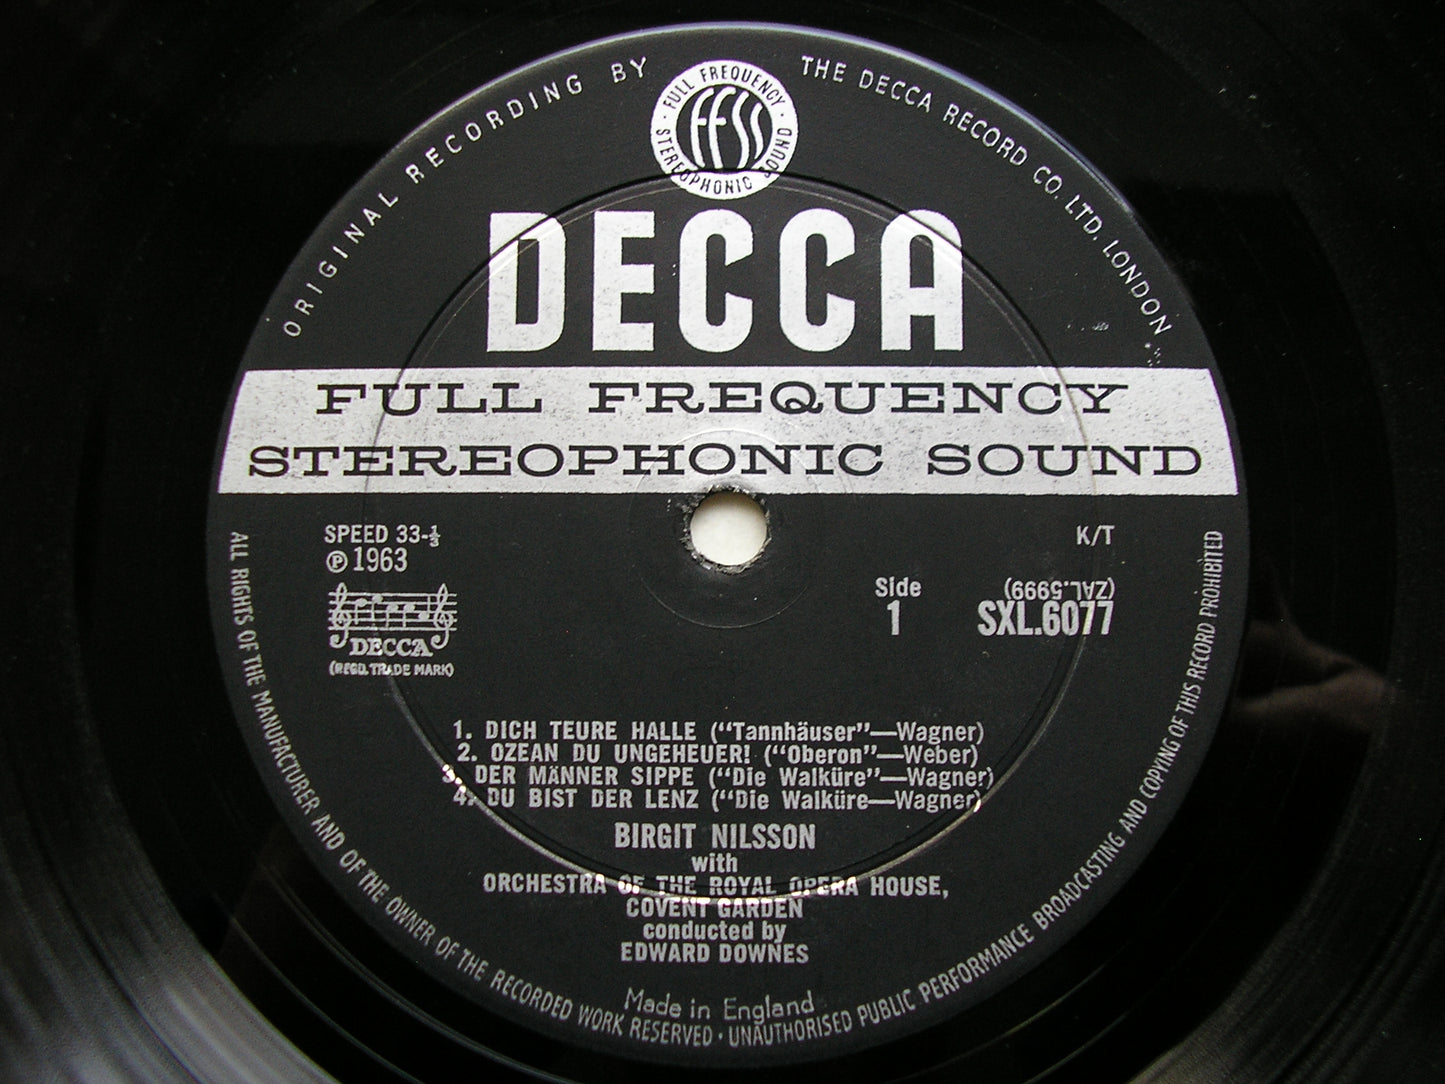 ORIGINAL RECORDING BY THE DECCA RECORD CO. LTD. LONDON
FULL FREQUENCY
ffss
STEREOPHONIC SOUND
DECCA
FULL FREQUENCY
STEREOPHONIC SOUND
SPEED 33-⅓
℗ 1963
DECCA
(REGD. TRADE MARK)
K/T
Side
1
(ZAL.5999)
SXL.6077
1. DICH TEURE HALLE (“Tannhäuser”—Wagner)
2. OZEAN DU UNGEHEUER! (“Oberon”—Weber)
3. DER MÄNNER SIPPE (“Die Walküre”—Wagner)
4. DU BIST DER LENZ (“Die Walküre—Wagner)
BIRGIT NILSSON
with
ORCHESTRA OF THE ROYAL OPERA HOUSE,
COVENT GARDEN
conducted by
EDWARD DOWNES
Made in England
ALL RIGHTS OF THE MANUFACTURER AND OF THE OWNER OF THE RECORDED WORK RESERVED · UNAUTHORISED PUBLIC PERFORMANCE BROADCASTING AND COPYING OF THIS RECORD PROHIBITED